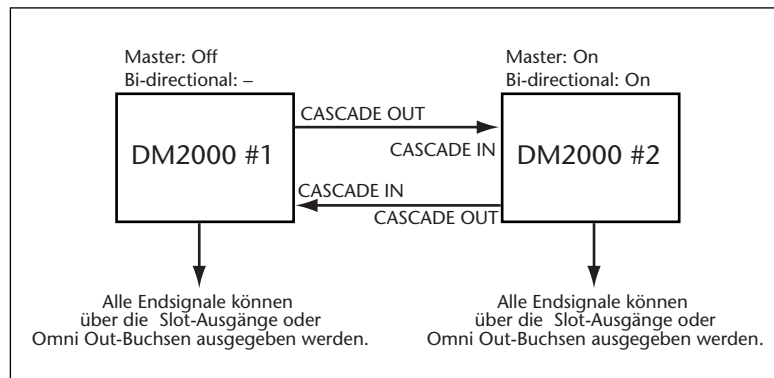 Master: Off
Bi-directional: –
DM2000 #1
CASCADE OUT
CASCADE IN
CASCADE IN
CASCADE OUT
Master: On
Bi-directional: On
DM2000 #2
Alle Endsignale können
über die Slot-Ausgänge oder
Omni Out-Buchsen ausgegeben werden.
Alle Endsignale können
über die Slot-Ausgänge oder
Omni Out-Buchsen ausgegeben werden.